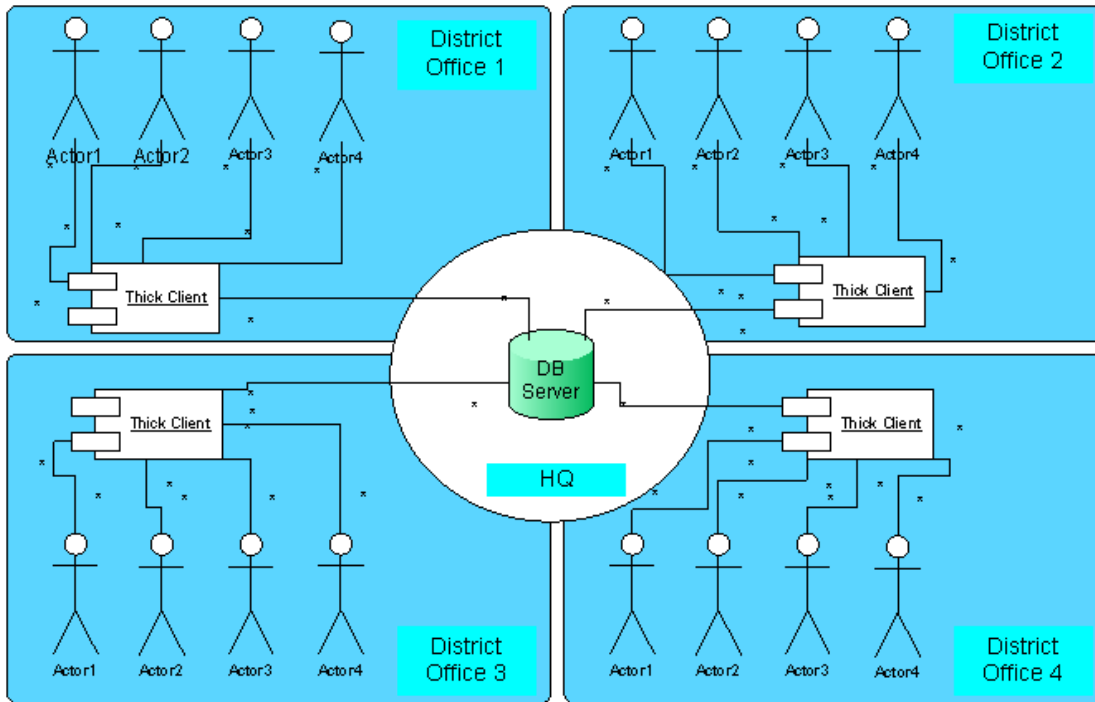 District
Office 1
Actor1
Actor2
Actor3
Actor4
*
*
*
*
*
*
*
*
*
Thick Client
*
District
Office 2
Actor1
Actor2
Actor3
Actor4
*
*
*
*
*
*
*
*
*
*
*
Thick Client
*
DB
Server
HQ
*
*
Thick Client
*
*
*
*
*
*
*
*
*
Actor1
Actor2
Actor3
Actor4
District
Office 3
Thick Client
*
*
*
*
*
*
*
*
*
Actor1
Actor2
Actor3
Actor4
District
Office 4